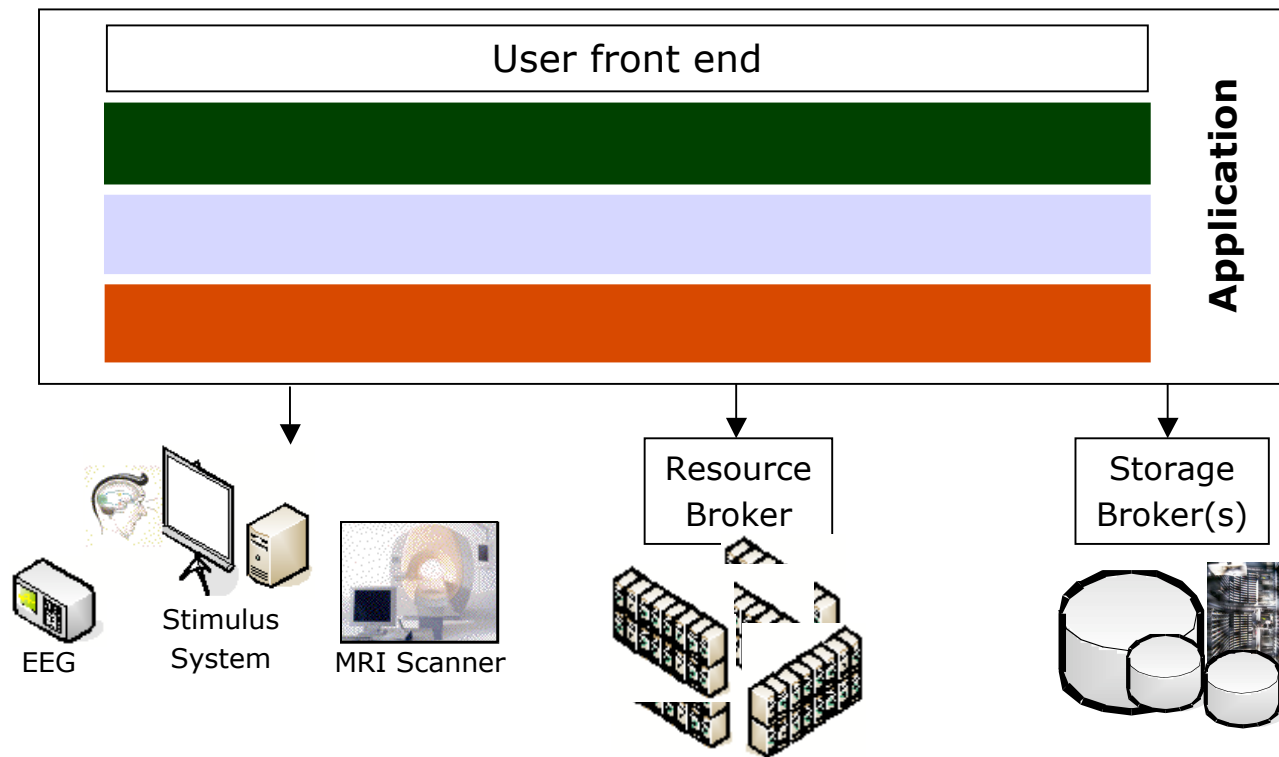 User front end
Application
Resource
Broker
Storage
Broker(s)
Stimulus
System
EEG
MRI Scanner